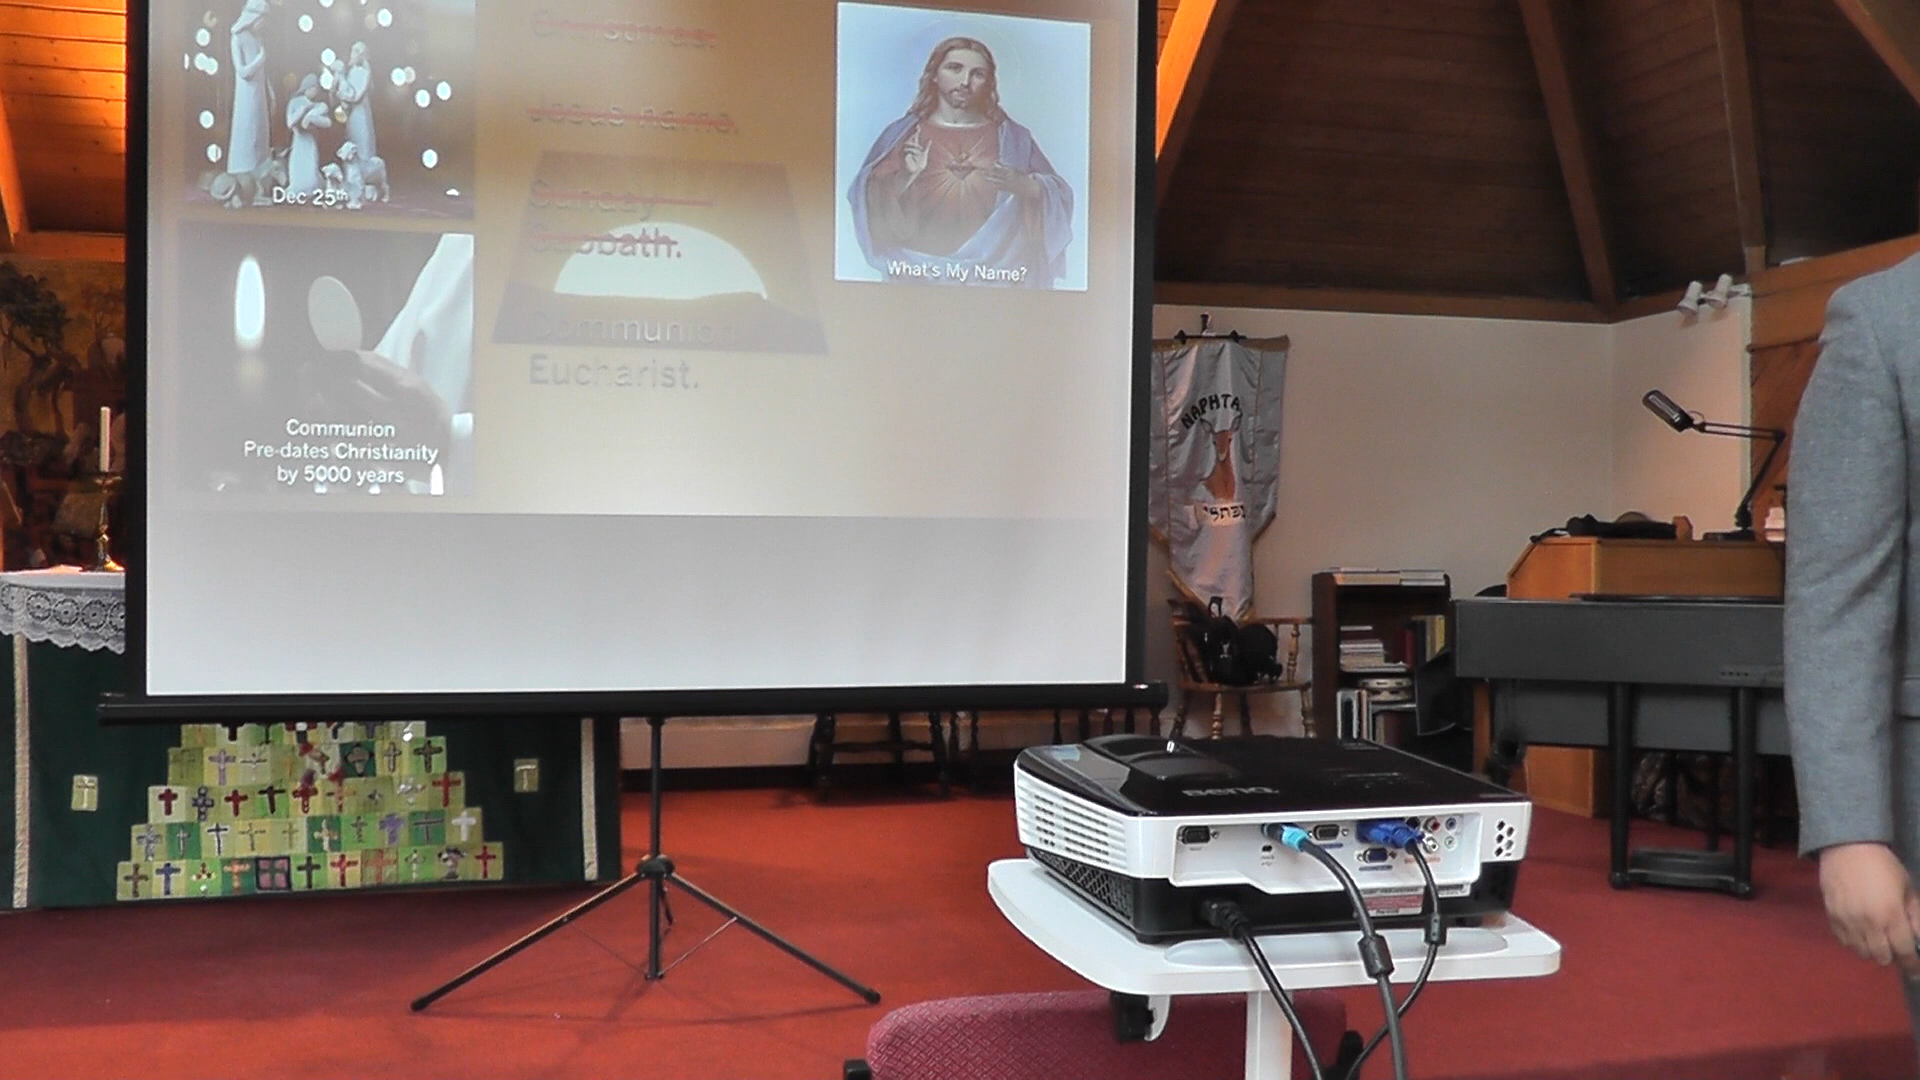 Christmas.
Jesus name.
Sunday
Sabbath.
Communion
Eucharist.
Dec 25th
Communion
Pre-dates Christianity
by 5000 years
What's My Name?
NAPHTA
BenQ